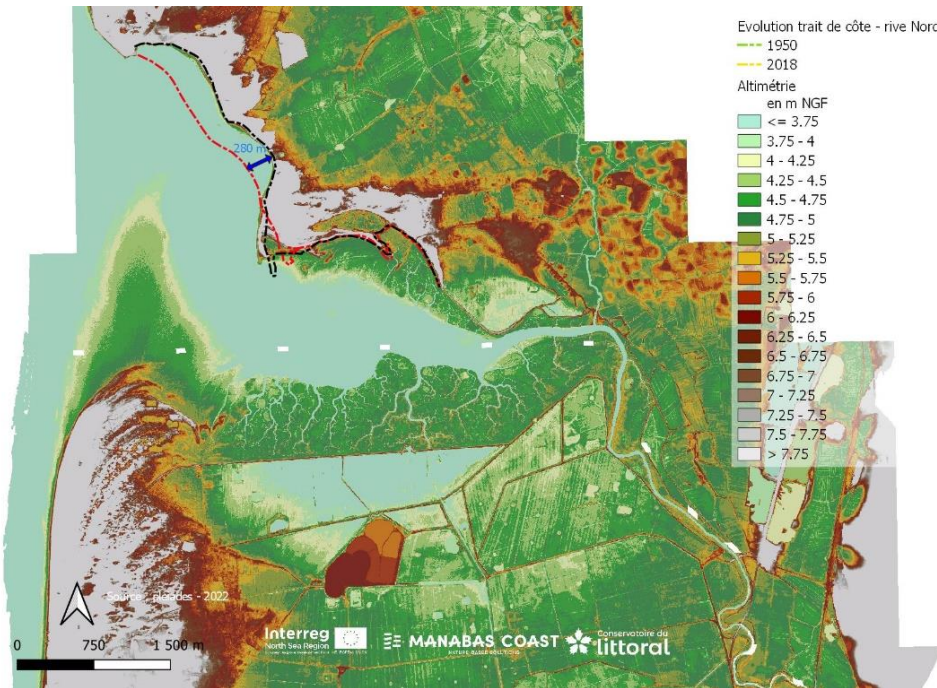 Evolution trait de côte - rive Nord
1950
2018
Altimétrie
en m NGF
<= 3.75
3.75 - 4
4 - 4.25
4.25 - 4.5
4.5 - 4.75
4.75 - 5
5 - 5.25
5.25 - 5.5
5.5 - 5.75
5.75 - 6
6 - 6.25
6.25 - 6.5
6.5 - 6.75
6.75 - 7
7 - 7.25
7.25 - 7.5
7.5 - 7.75
> 7.75
280 m
Source : pleiades - 2022
0 750 1 500 m
Interreg
North Sea Region
MANABAS COAST
NATURE BASED SOLUTIONS
Conservatoire du
littoral